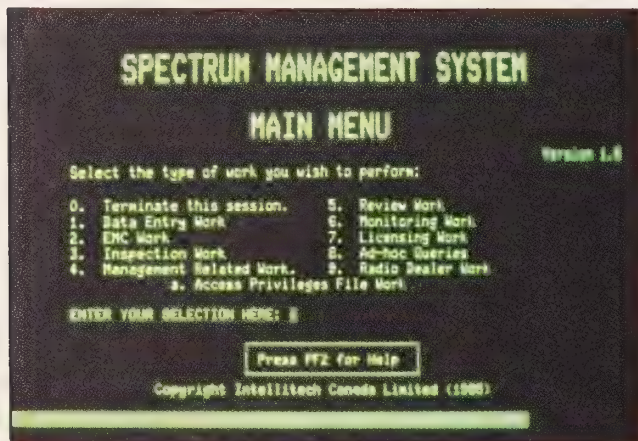 SPECTRUM MANAGEMENT SYSTEM
MAIN MENU
Version 1.0
Select the type of work you wish to perform:
0. Terminate this session. 5. Review Work
1. Data Entry Work 6. Monitoring Work
2. EMC Work 7. Licensing Work
3. Inspection Work 8. Ad-hoc Queries
4. Management Related Work. 9. Radio Dealer Work
a. Access Privileges File Work
ENTER YOUR SELECTION HERE:
Press PF2 for Help
Copyright Intellitech Canada Limited